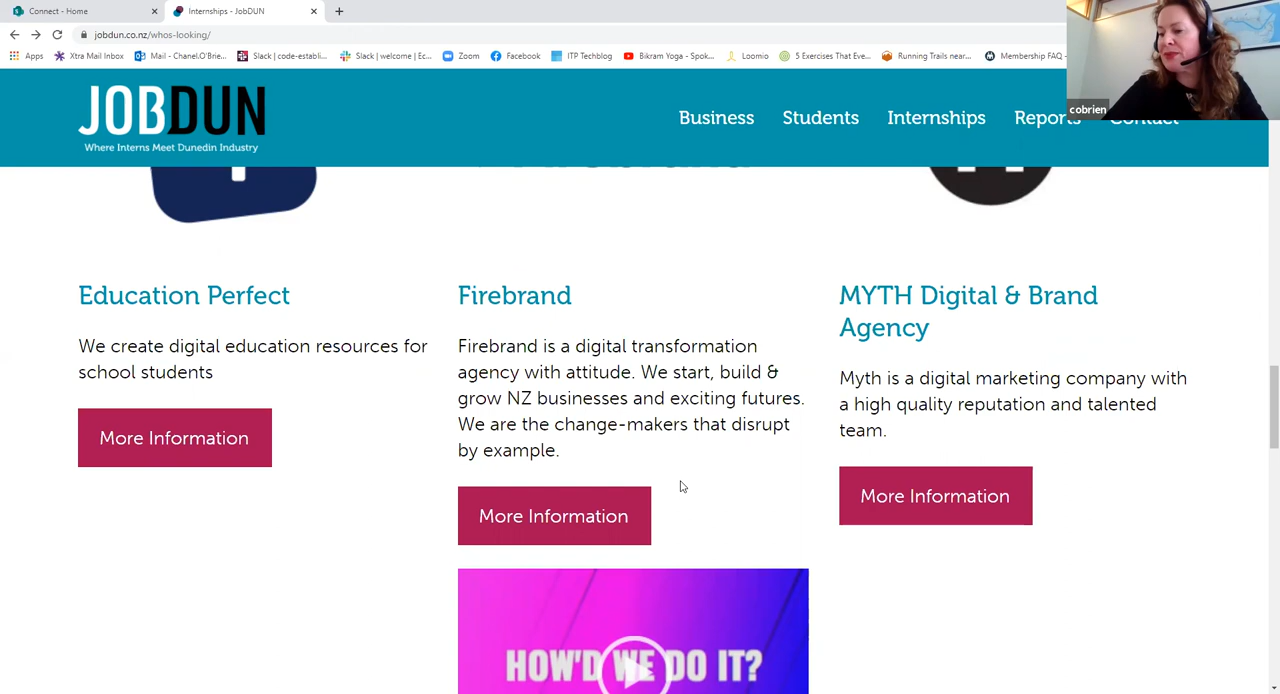 Connect - Home
Internships - JobDUN
jobdun.co.nz/whos-looking/
Apps
Xtra Mail Inbox
Mail - Chanel.O'Brie...
Slack | code-establi...
Slack | welcome | Ec...
Zoom
Facebook
ITP Techblog
Bikram Yoga - Spok...
Loomio
5 Exercises That Eve...
Running Trails near...
Membership FAQ -
cobrien
JOBDUN
Where Interns Meet Dunedin Industry
Business
Students
Internships
Reports
Contact
Education Perfect
We create digital education resources for
school students
More Information
Firebrand
Firebrand is a digital transformation
agency with attitude. We start, build &
grow NZ businesses and exciting futures.
We are the change-makers that disrupt
by example.
More Information
HOW'D WE DO IT?
MYTH Digital & Brand
Agency
Myth is a digital marketing company with
a high quality reputation and talented
team.
More Information